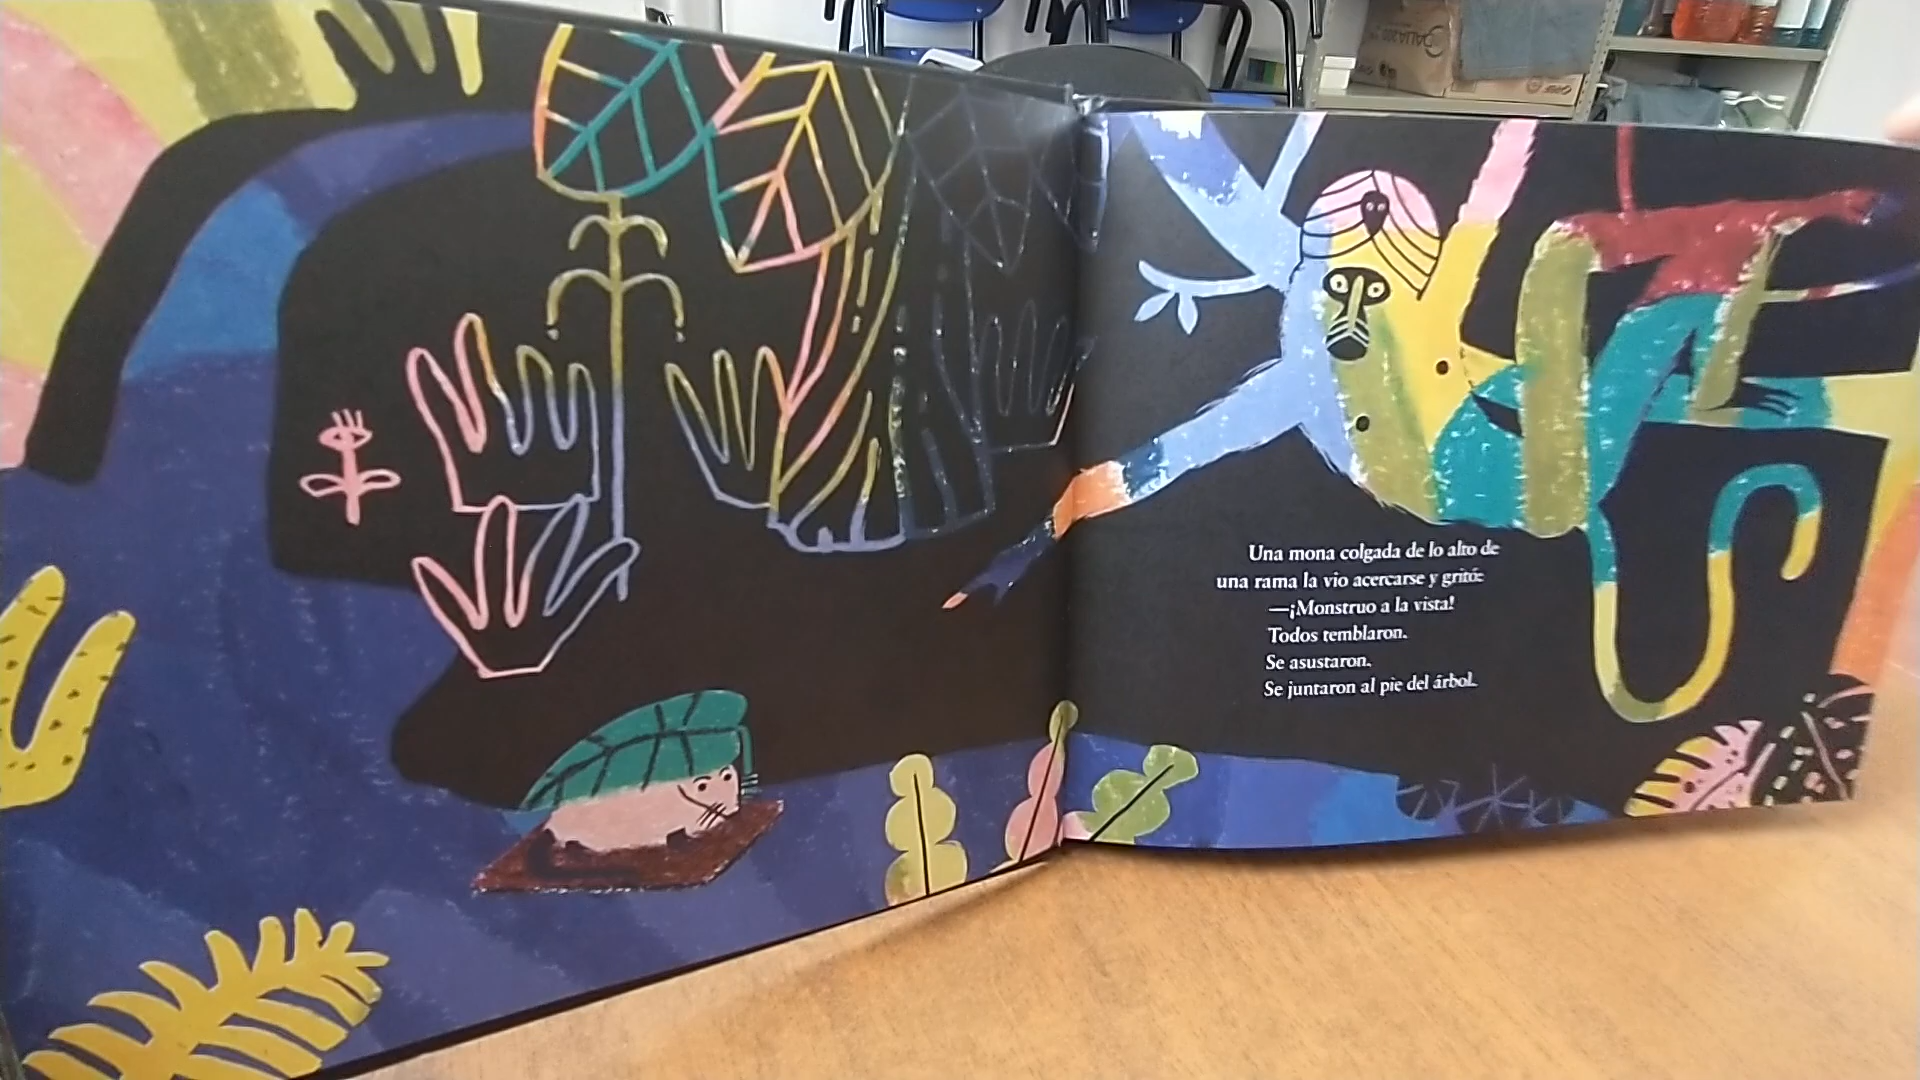 Una mona colgada de lo alto de
una rama la vio acercarse y gritó:
—¡Monstruo a la vista!
Todos temblaron.
Se asustaron.
Se juntaron al pie del árbol.